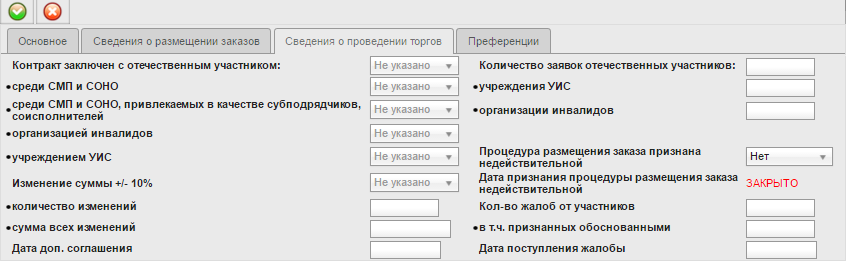 Основное
Сведения о размещении заказов
Сведения о проведении торгов
Преференции
Контракт заключен с отечественным участником:
Не указано
Количество заявок отечественных участников:
•среди СМП и СОНО
Не указано
•учреждения УИС
•среди СМП и СОНО, привлекаемых в качестве субподрядчиков,
соисполнителей
Не указано
•организации инвалидов
•организацией инвалидов
Не указано
•учреждением УИС
Не указано
Процедура размещения заказа признана
недействительной
Нет
Изменение суммы +/- 10%
Не указано
Дата признания процедуры размещения заказа
недействительной
ЗАКРЫТО
•количество изменений
Кол-во жалоб от участников
•сумма всех изменений
•в т.ч. признанных обоснованными
Дата доп. соглашения
Дата поступления жалобы